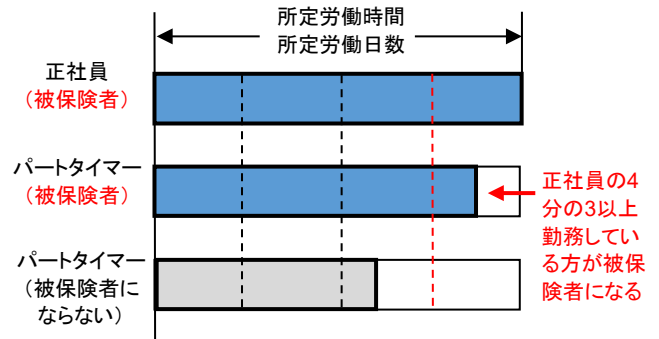 所定労働時間
所定労働日数
正社員
（被保険者）
パートタイマー
（被保険者）
正社員の4
分の3以上
勤務してい
る方が被保
険者になる
パートタイマー
（被保険者に
ならない）